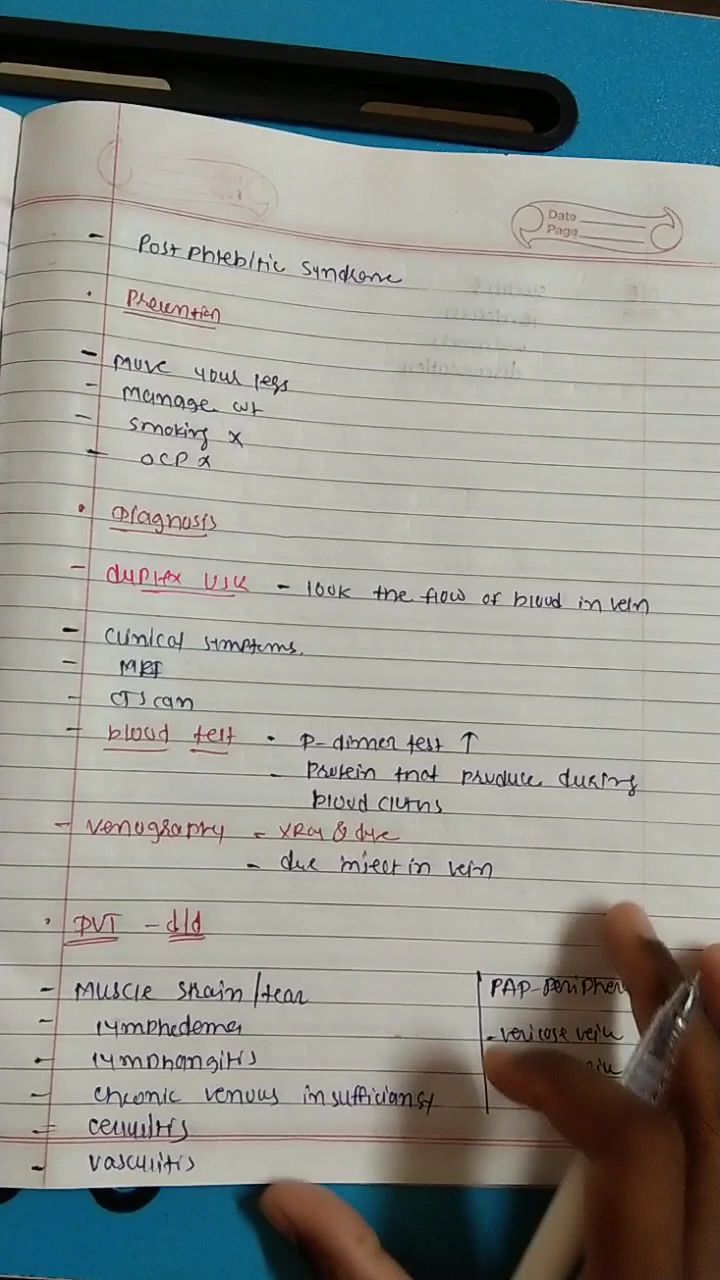 Date
Page
- Post phlebitic syndrome
. Prevention
- Move your legs
- Manage wt
- smoking x
- OCP x
. Diagnosis
- duplex USG - look the flow of blood in vein
- clinical symptoms.
- MRI
- CT scan
- blood test . D-dimer test ↑
- Protein that produce during
blood clots
- venography - XRay & dye
- dye inject in vein
. DVT - d/d
- Muscle strain/tear
- lymphedema
- lymphangitis
- chronic venous insufficiansy
- cellulitis
- vasculitis
PAP-peripher
- vericose vein